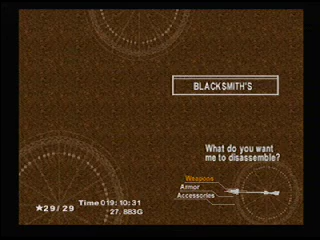 BLACKSMITH'S
What do you want
me to disassemble?
Weapons
Armor
Accessories
★29/29
Time 019:10:31
27.883G